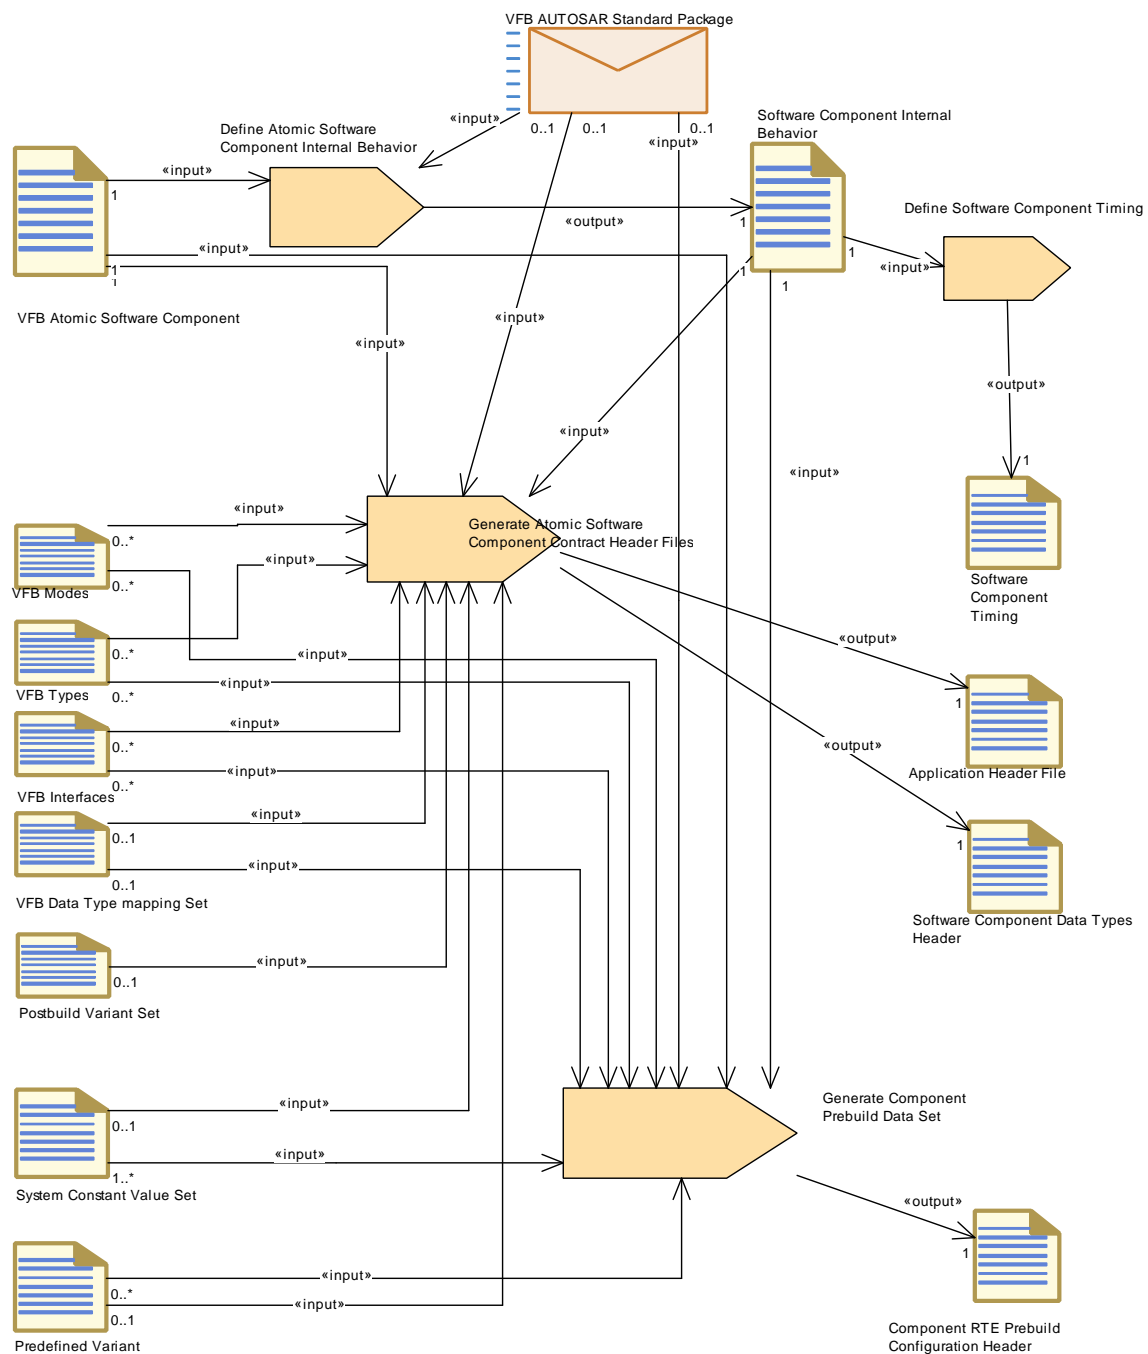 VFB AUTOSAR Standard Package
«input»
0..1
0..1
0..1
Software Component Internal
Behavior
Define Atomic Software
Component Internal Behavior
«input»
«input»
1
«output»
1
Define Software Component Timing
«input»
1
«input»
1
1
1
1
VFB Atomic Software Component
«input»
«input»
«output»
«input»
«input»
1
Generate Atomic Software
Component Contract Header Files
«input»
0..*
«input»
0..*
VFB Modes
Software
Component
Timing
«output»
0..*
«input»
0..*
«input»
VFB Types
1
«input»
0..*
«output»
«input»
0..*
Application Header File
VFB Interfaces
«input»
0..1
1
«input»
0..1
VFB Data Type mapping Set
Software Component Data Types
Header
«input»
0..1
Postbuild Variant Set
Generate Component
Prebuild Data Set
«input»
0..1
«input»
1..*
System Constant Value Set
«output»
1
«input»
0..*
«input»
0..1
Predefined Variant
Component RTE Prebuild
Configuration Header